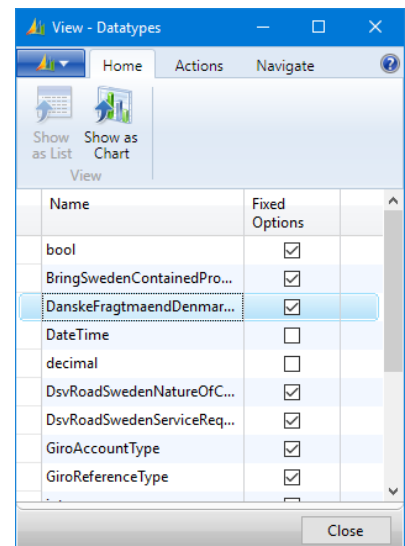 View - Datatypes
Home Actions Navigate
Show as List
Show as Chart
View
Name Fixed Options
bool
BringSwedenContainedPro...
DanskeFragtmaendDenmar...
DateTime
decimal
DsvRoadSwedenNatureOfC...
DsvRoadSwedenServiceReq...
GiroAccountType
GiroReferenceType
Close